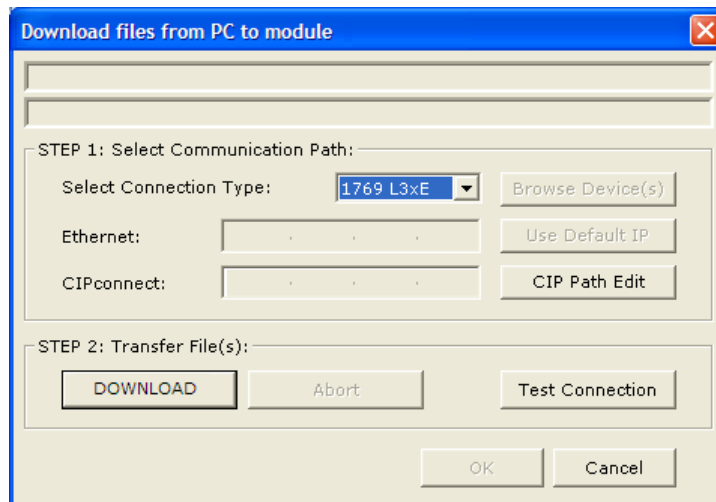 Download files from PC to module
STEP 1: Select Communication Path:
Select Connection Type: 1769 L3xE Browse Device(s)
Ethernet: . . . Use Default IP
CIPconnect: . . . CIP Path Edit
STEP 2: Transfer File(s):
DOWNLOAD Abort Test Connection
OK Cancel